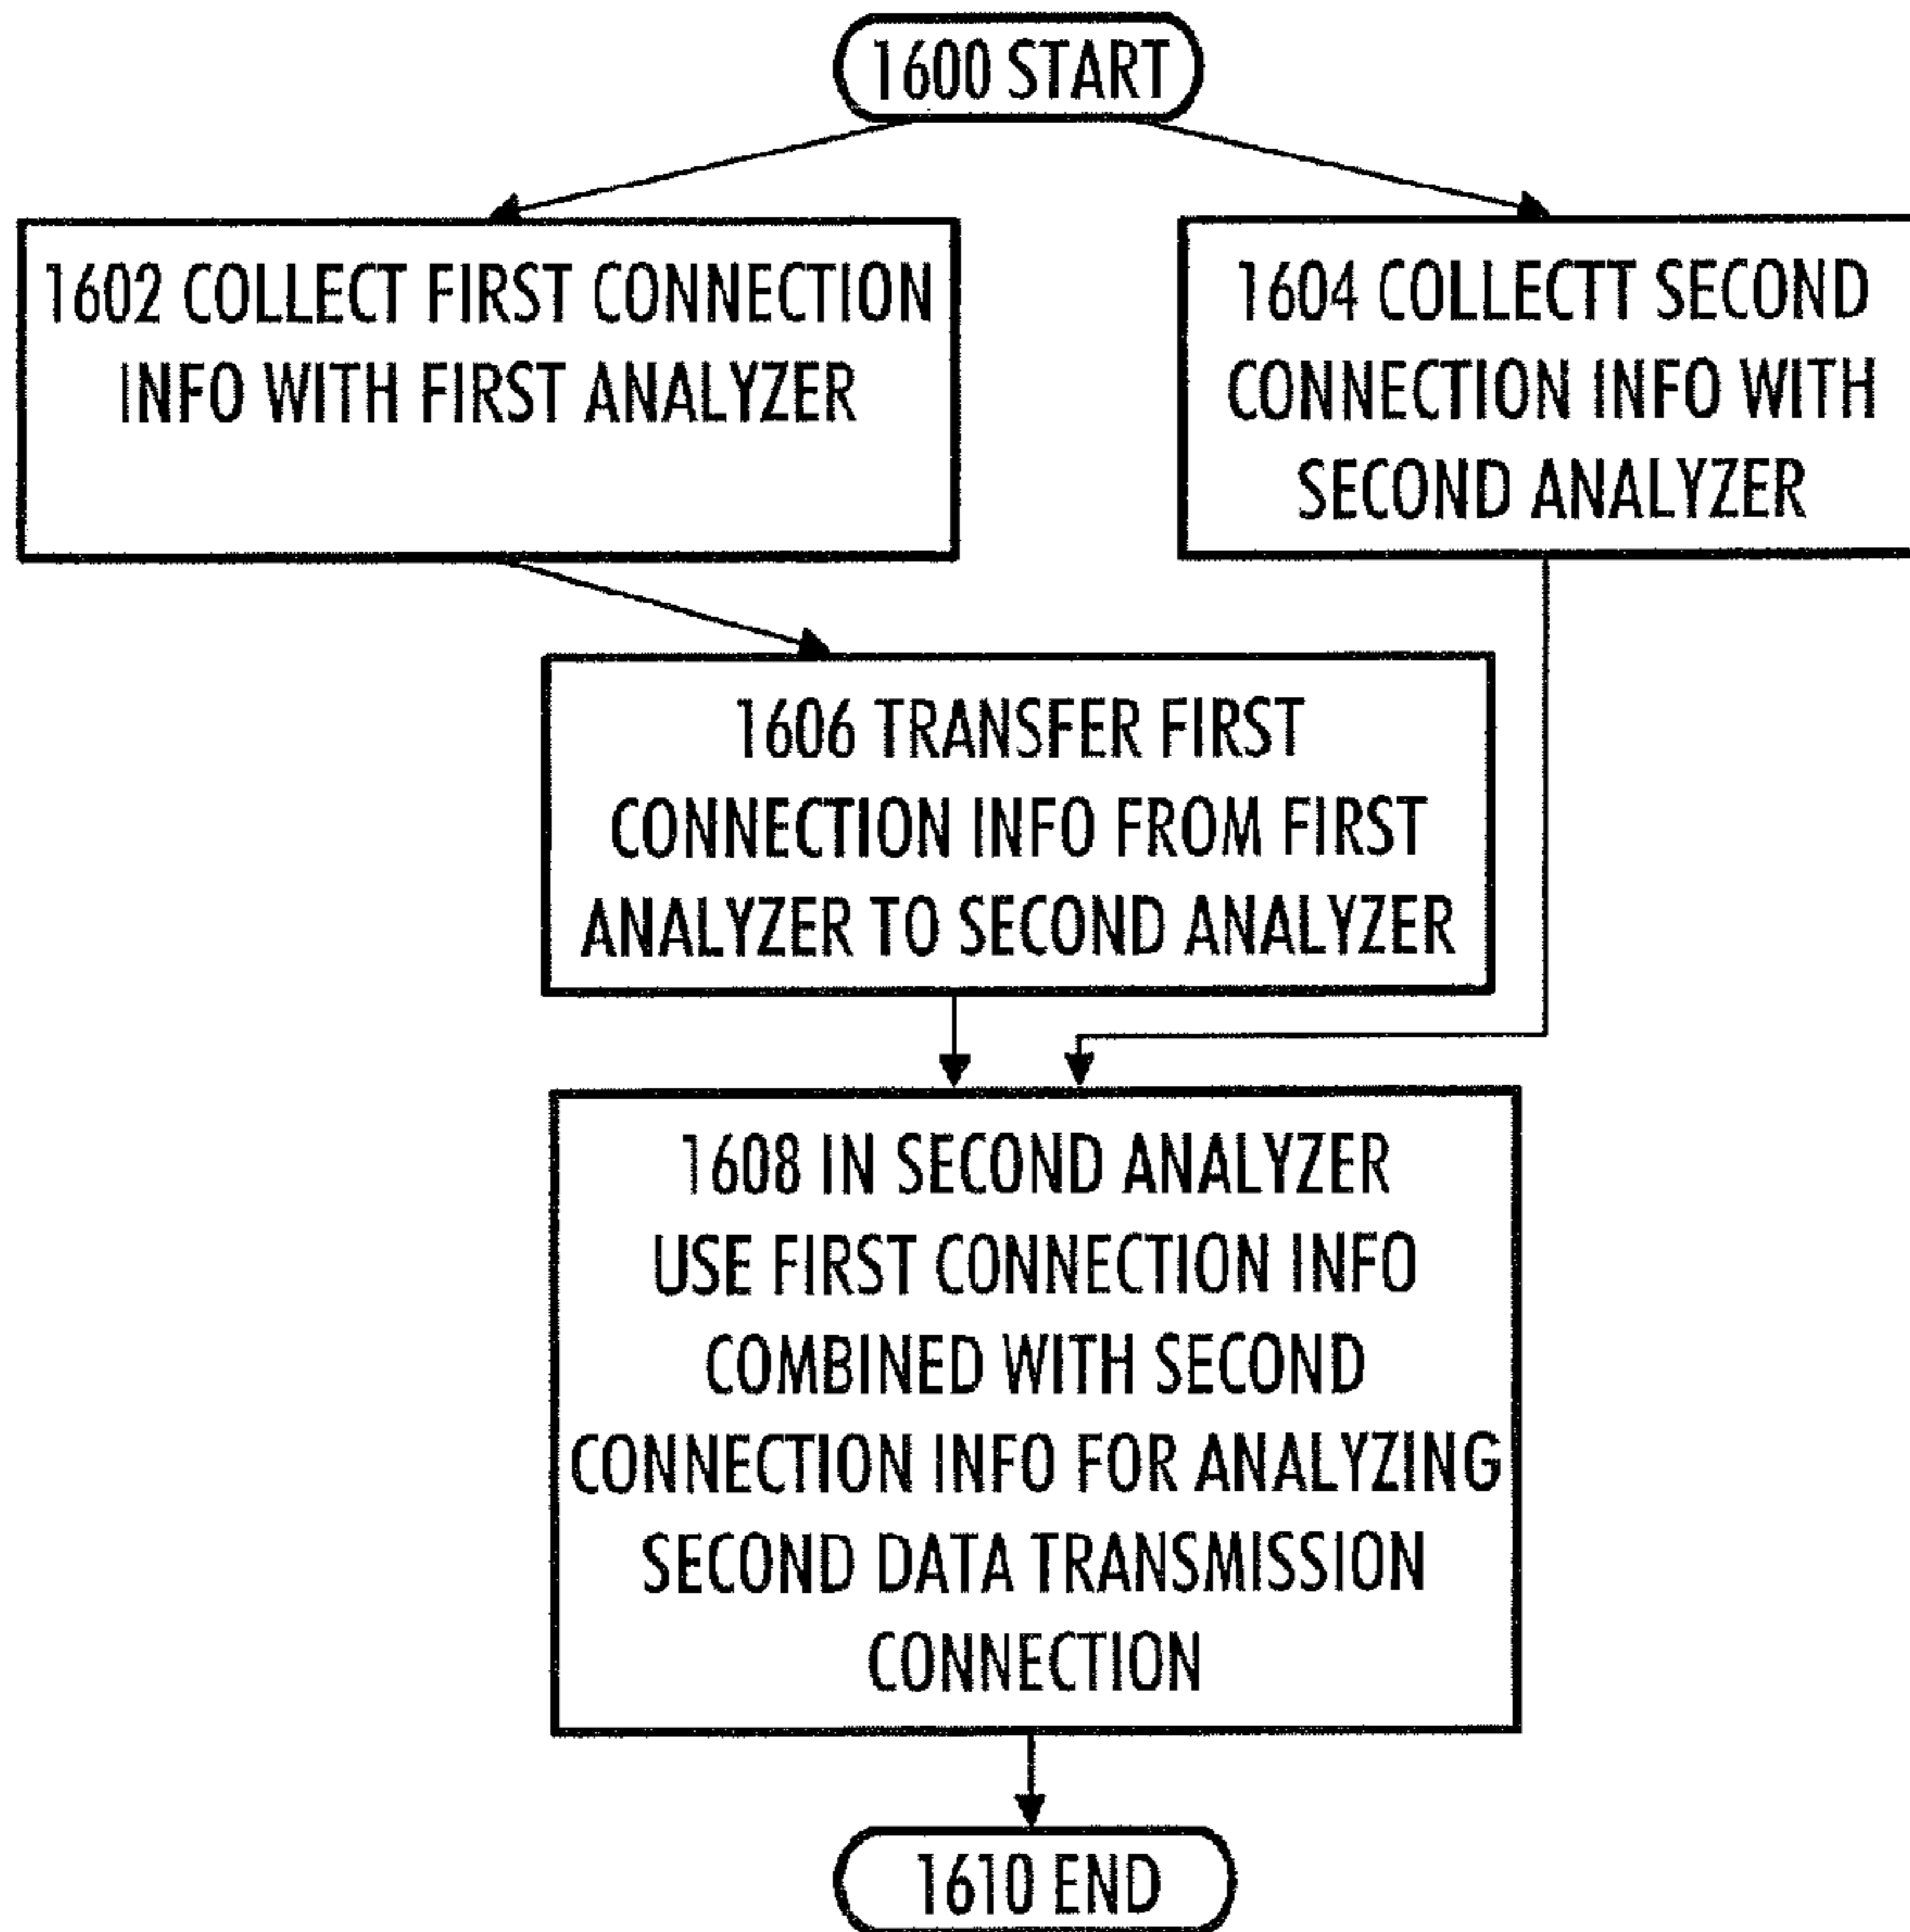 1600 START
1602 COLLECT FIRST CONNECTION
INFO WITH FIRST ANALYZER
1604 COLLECTT SECOND
CONNECTION INFO WITH
SECOND ANALYZER
1606 TRANSFER FIRST
CONNECTION INFO FROM FIRST
ANALYZER TO SECOND ANALYZER
1608 IN SECOND ANALYZER
USE FIRST CONNECTION INFO
COMBINED WITH SECOND
CONNECTION INFO FOR ANALYZING
SECOND DATA TRANSMISSION
CONNECTION
1610 END